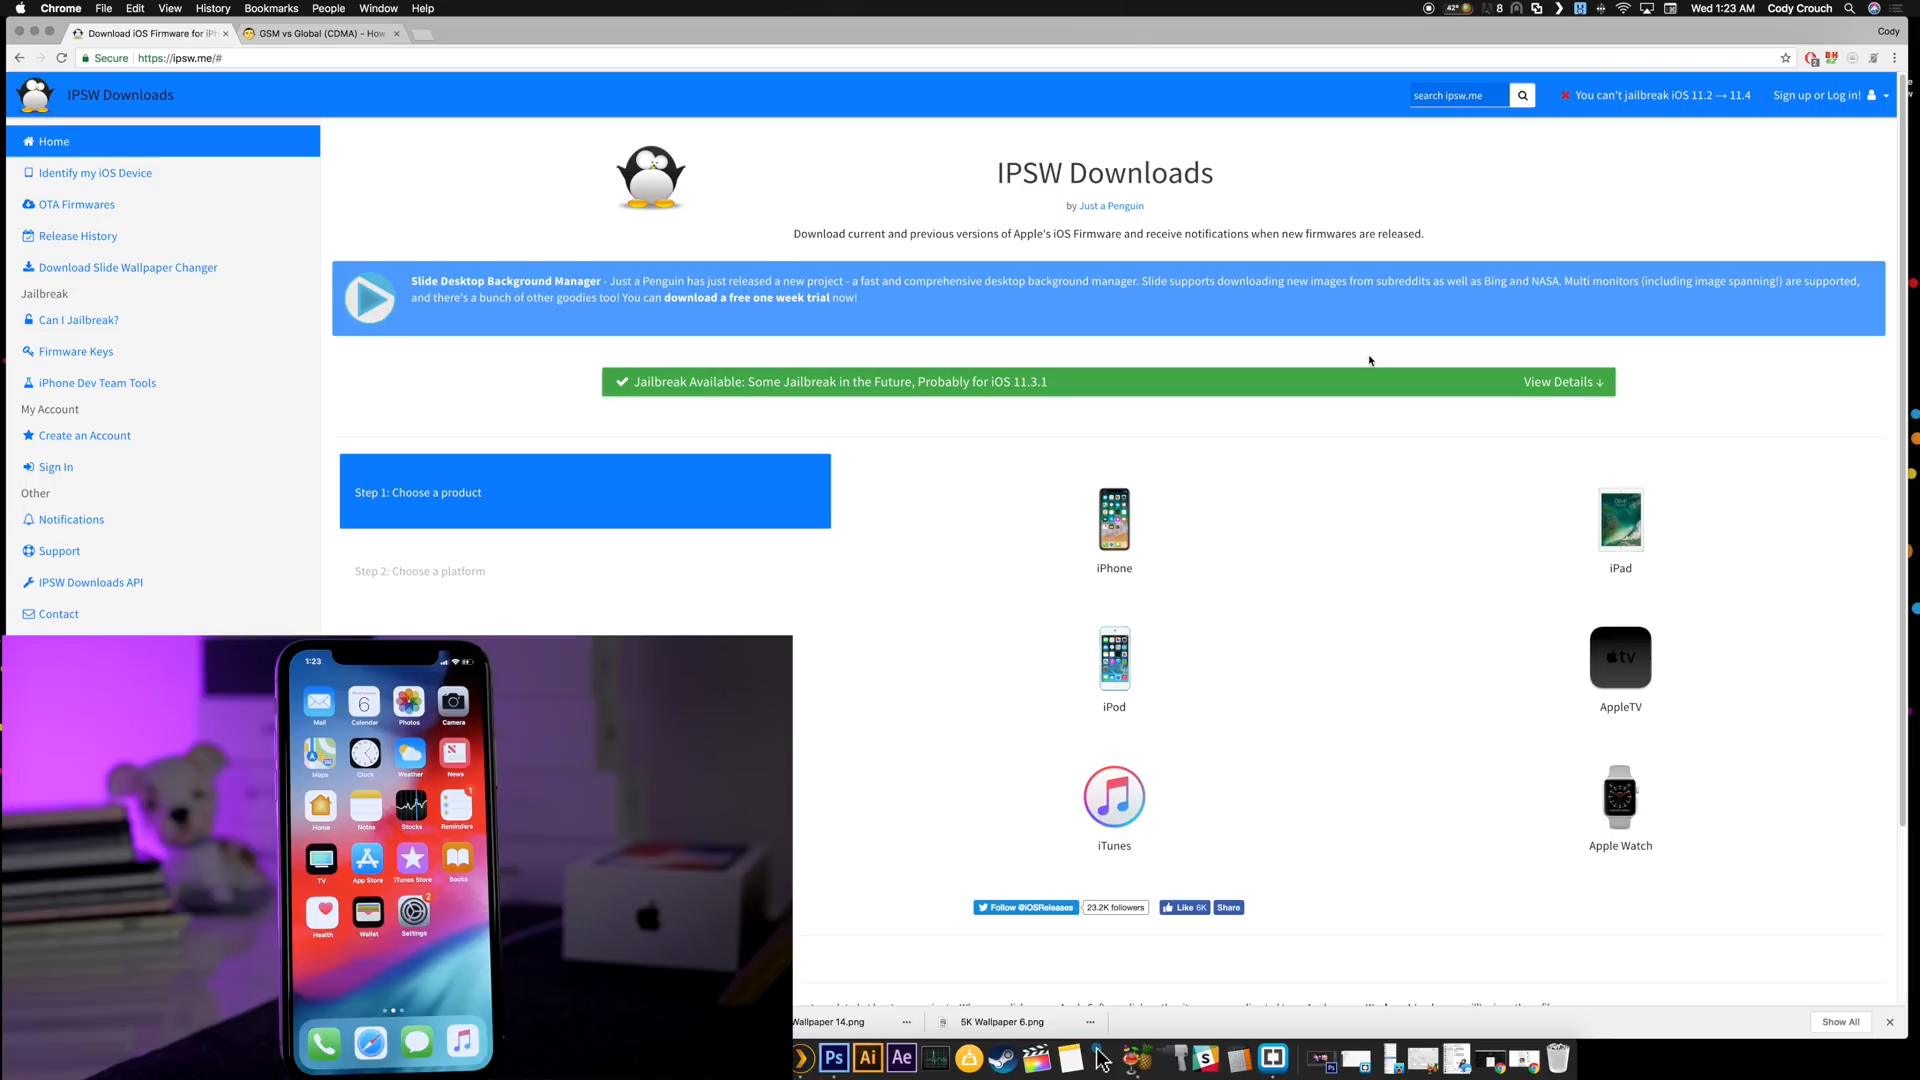 Chrome File Edit View History Bookmarks People Window Help
42° 8 Wed 1:23 AM Cody Crouch
Download iOS Firmware for iPh
GSM vs Global (CDMA) - How
Cody
Secure https://ipsw.me/#
IPSW Downloads
search ipsw.me
You can't jailbreak iOS 11.2 → 11.4
Sign up or Log in!
Home
Identify my iOS Device
OTA Firmwares
Release History
Download Slide Wallpaper Changer
Jailbreak
Can I Jailbreak?
Firmware Keys
iPhone Dev Team Tools
My Account
Create an Account
Sign In
Other
Notifications
Support
IPSW Downloads API
Contact
IPSW Downloads
by Just a Penguin
Download current and previous versions of Apple's iOS Firmware and receive notifications when new firmwares are released.
Slide Desktop Background Manager - Just a Penguin has just released a new project - a fast and comprehensive desktop background manager. Slide supports downloading new images from subreddits as well as Bing and NASA. Multi monitors (including image spanning!) are supported,
and there's a bunch of other goodies too! You can download a free one week trial now!
Jailbreak Available: Some Jailbreak in the Future, Probably for iOS 11.3.1
View Details ↓
Step 1: Choose a product
Step 2: Choose a platform
iPhone
iPad
iPod
tv
AppleTV
iTunes
Apple Watch
Follow @iOSReleases 23.2K followers Like 6K Share
1:23
6
Mail Calendar Photos Camera
Maps Clock Weather News
1
Home Notes Stocks Reminders
TV App Store iTunes Store Books
2
Health Wallet Settings
Wallpaper 14.png
5K Wallpaper 6.png
Show All
Ps Ai Ae